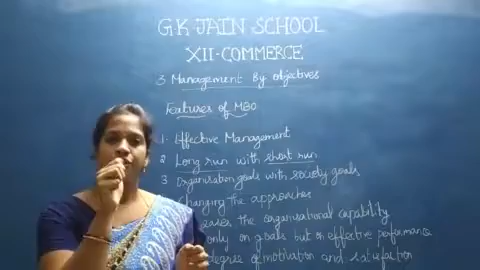 G.K. JAIN SCHOOL
XII-COMMERCE
3 Management By Objectives
Features of MBO
1. Effective Management
2 Long run with short run
3 Organisation goals with society goals
Changing the approaches
the organisational capability
only on goals but on effective performance
degree of motivation and satisfaction